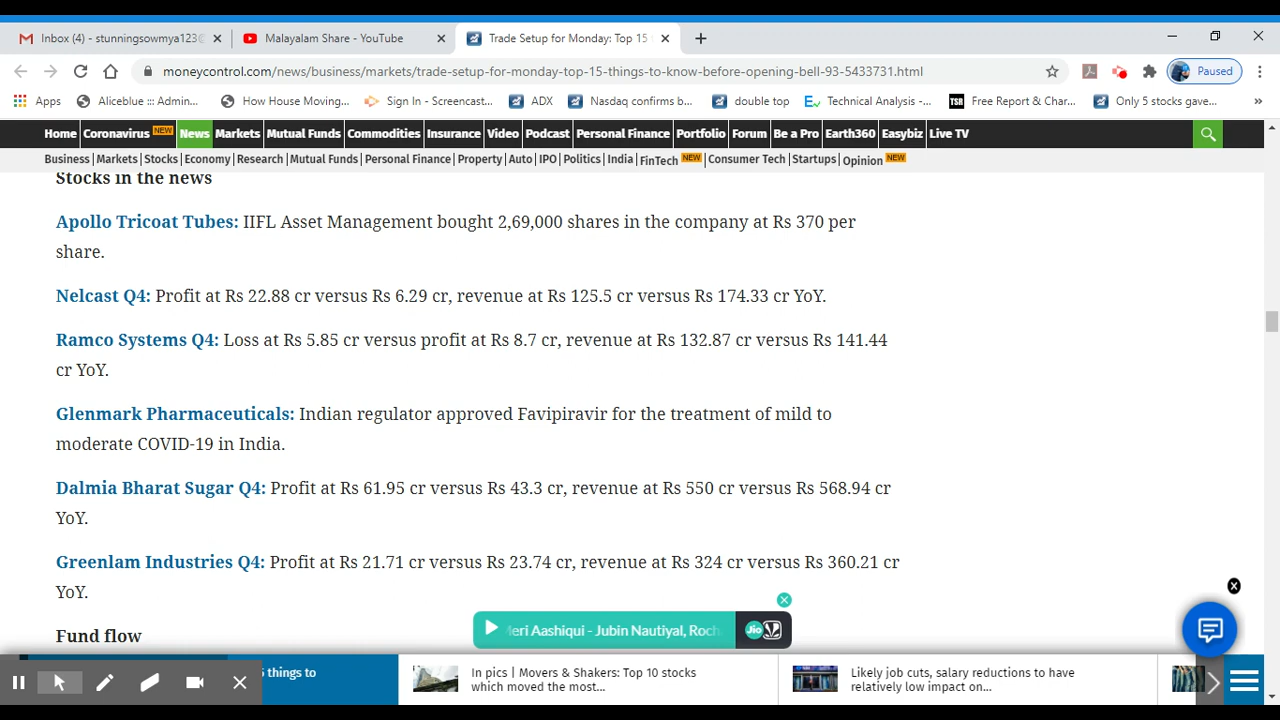 Inbox (4) - stunningsowmya123@
Malayalam Share - YouTube
Trade Setup for Monday: Top 15
moneycontrol.com/news/business/markets/trade-setup-for-monday-top-15-things-to-know-before-opening-bell-93-5433731.html
Paused
Apps
Aliceblue ::: Admin...
How House Moving...
Sign In - Screencast...
ADX
Nasdaq confirms b...
double top
Technical Analysis -...
TSR
Free Report & Char...
Only 5 stocks gave...
»
Home Coronavirus NEW News Markets Mutual Funds Commodities Insurance Video Podcast Personal Finance Portfolio Forum Be a Pro Earth360 Easybiz Live TV
Business | Markets | Stocks | Economy | Research | Mutual Funds | Personal Finance | Property | Auto | IPO | Politics | India | FinTech NEW | Consumer Tech | Startups | Opinion NEW
Stocks in the news
Apollo Tricoat Tubes: IIFL Asset Management bought 2,69,000 shares in the company at Rs 370 per
share.
Nelcast Q4: Profit at Rs 22.88 cr versus Rs 6.29 cr, revenue at Rs 125.5 cr versus Rs 174.33 cr YoY.
Ramco Systems Q4: Loss at Rs 5.85 cr versus profit at Rs 8.7 cr, revenue at Rs 132.87 cr versus Rs 141.44
cr YoY.
Glenmark Pharmaceuticals: Indian regulator approved Favipiravir for the treatment of mild to
moderate COVID-19 in India.
Dalmia Bharat Sugar Q4: Profit at Rs 61.95 cr versus Rs 43.3 cr, revenue at Rs 550 cr versus Rs 568.94 cr
YoY.
Greenlam Industries Q4: Profit at Rs 21.71 cr versus Rs 23.74 cr, revenue at Rs 324 cr versus Rs 360.21 cr
YoY.
Fund flow
Meri Aashiqui - Jubin Nautiyal, Roch
Jio
things to
In pics | Movers & Shakers: Top 10 stocks
which moved the most...
Likely job cuts, salary reductions to have
relatively low impact on...